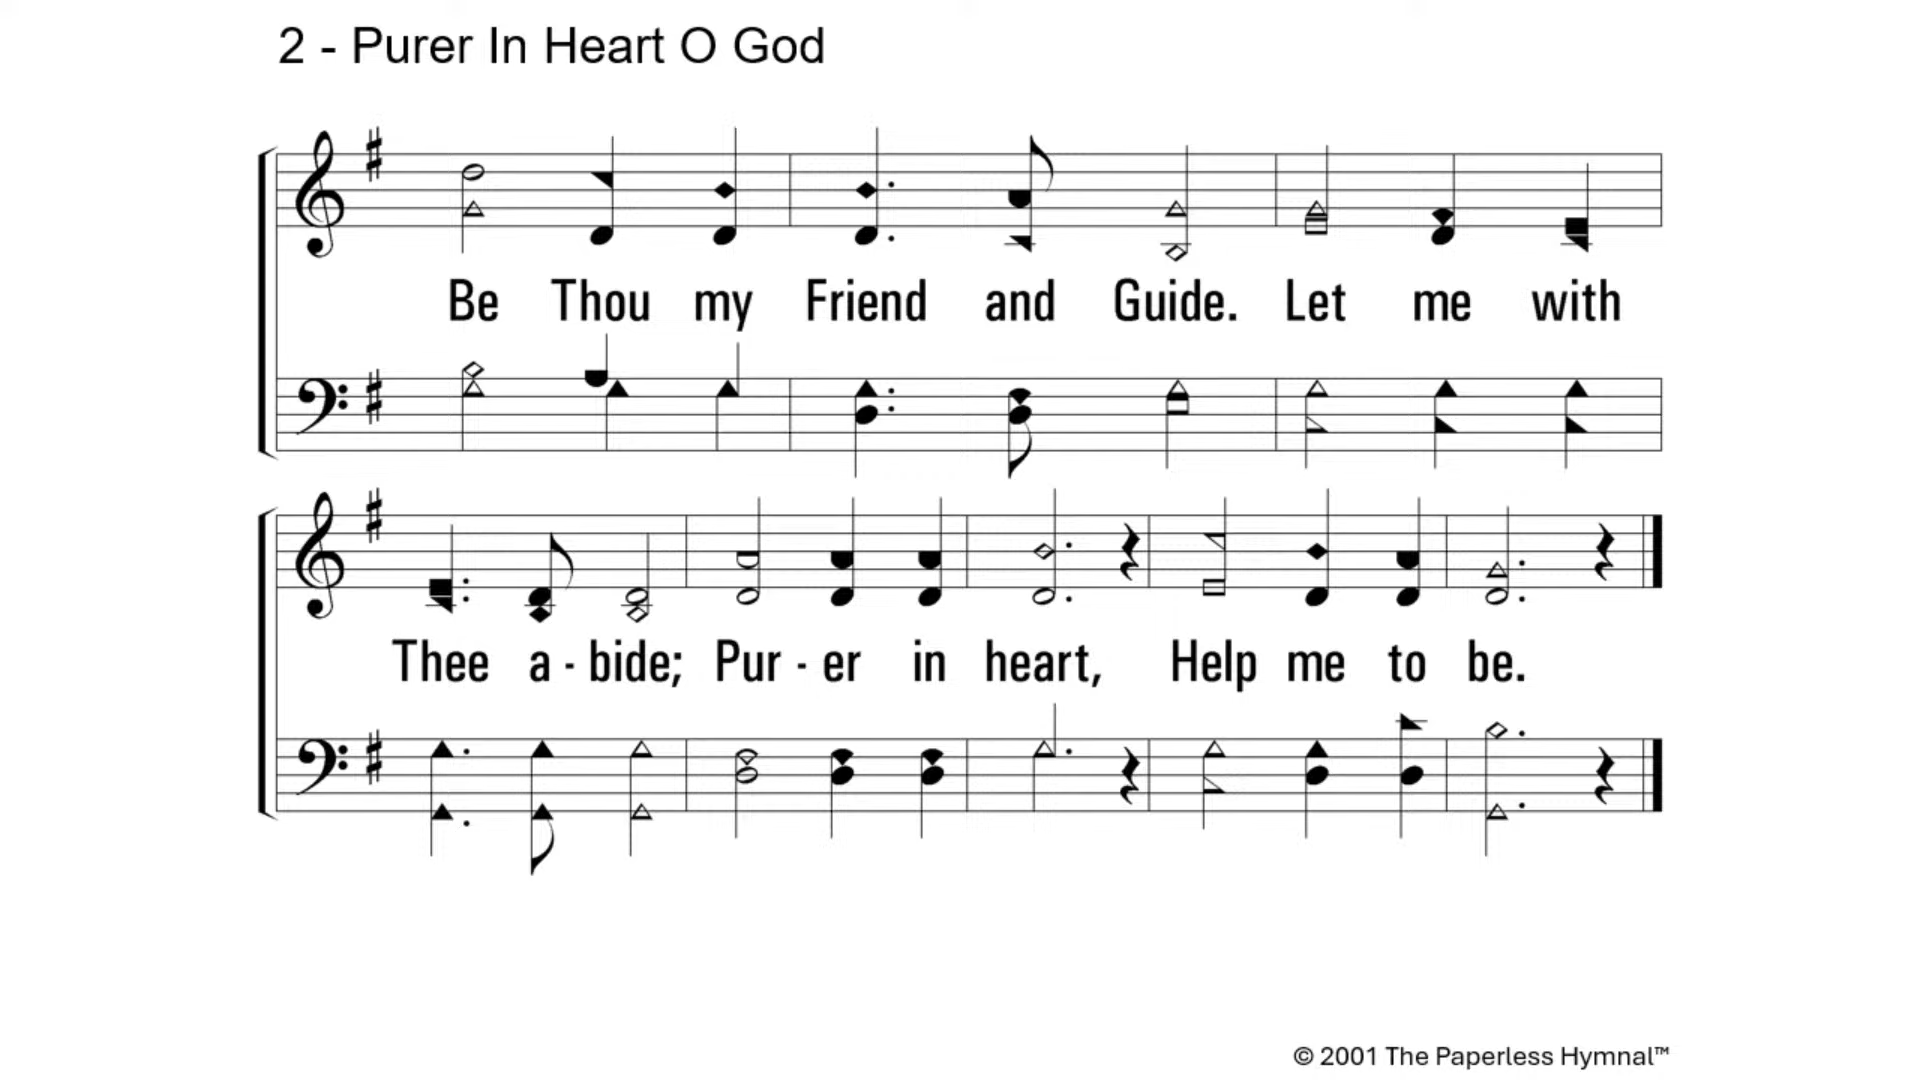 2 - Purer In Heart O God
Be Thou my Friend and Guide. Let me with
Thee a - bide; Pur - er in heart, Help me to be.
© 2001 The Paperless Hymnal™